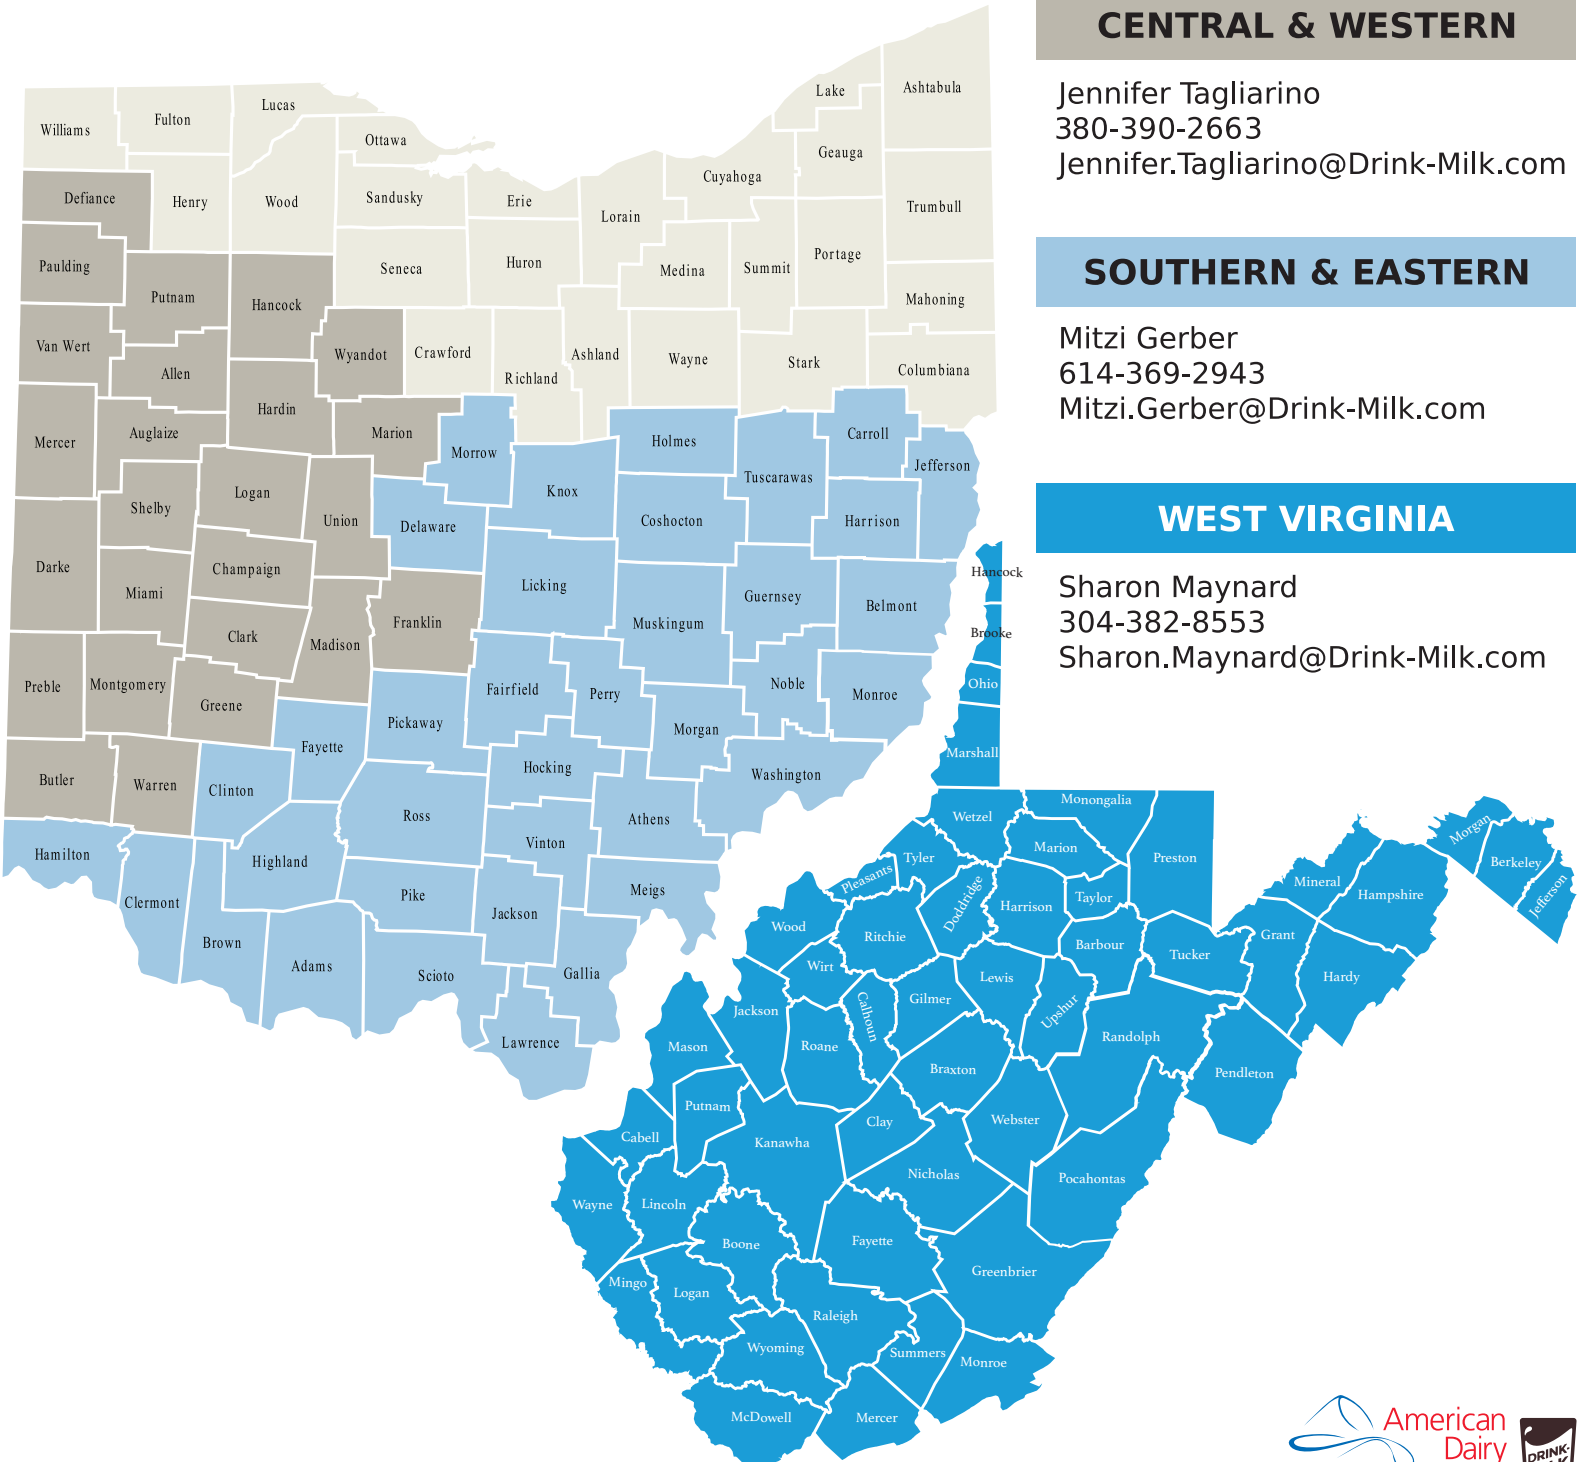 CENTRAL & WESTERN
Jennifer Tagliarino
380-390-2663
Jennifer.Tagliarino@Drink-Milk.com
SOUTHERN & EASTERN
Mitzi Gerber
614-369-2943
Mitzi.Gerber@Drink-Milk.com
WEST VIRGINIA
Sharon Maynard
304-382-8553
Sharon.Maynard@Drink-Milk.com
Williams
Fulton
Lucas
Ottawa
Lake
Ashtabula
Defiance
Henry
Wood
Sandusky
Erie
Lorain
Cuyahoga
Geauga
Trumbull
Paulding
Putnam
Hancock
Seneca
Huron
Medina
Summit
Portage
Mahoning
Van Wert
Allen
Wyandot
Crawford
Richland
Ashland
Wayne
Stark
Columbiana
Mercer
Auglaize
Hardin
Marion
Morrow
Holmes
Carroll
Jefferson
Shelby
Logan
Union
Delaware
Knox
Coshocton
Tuscarawas
Harrison
Darke
Miami
Champaign
Clark
Madison
Franklin
Licking
Muskingum
Guernsey
Belmont
Preble
Montgomery
Greene
Fayette
Pickaway
Fairfield
Perry
Morgan
Noble
Monroe
Butler
Warren
Clinton
Ross
Hocking
Athens
Washington
Hamilton
Clermont
Highland
Pike
Vinton
Jackson
Meigs
Brown
Adams
Scioto
Gallia
Lawrence
Hancock
Brooke
Ohio
Marshall
Wetzel
Monongalia
Marion
Preston
Tyler
Pleasants
Doddridge
Harrison
Taylor
Mineral
Hampshire
Morgan
Berkeley
Jefferson
Wood
Ritchie
Barbour
Tucker
Grant
Hardy
Wirt
Calhoun
Gilmer
Lewis
Upshur
Randolph
Pendleton
Jackson
Roane
Braxton
Webster
Mason
Putnam
Clay
Nicholas
Pocahontas
Cabell
Kanawha
Wayne
Lincoln
Boone
Fayette
Greenbrier
Mingo
Logan
Raleigh
Wyoming
Summers
Monroe
McDowell
Mercer
American
Dairy
DRINK-